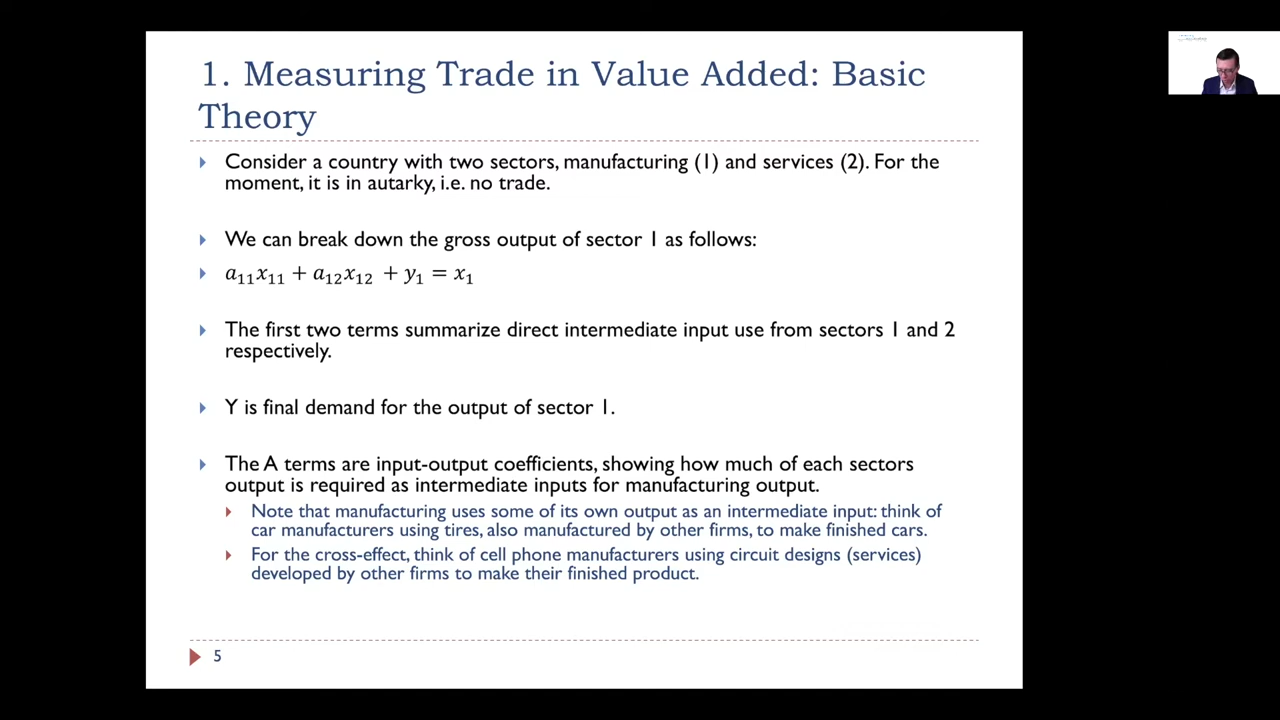 1. Measuring Trade in Value Added: Basic
Theory
Consider a country with two sectors, manufacturing (1) and services (2). For the
moment, it is in autarky, i.e. no trade.
We can break down the gross output of sector 1 as follows:
a₁₁x₁₁ + a₁₂x₁₂ + y₁ = x₁
The first two terms summarize direct intermediate input use from sectors 1 and 2
respectively.
Y is final demand for the output of sector 1.
The A terms are input-output coefficients, showing how much of each sectors
output is required as intermediate inputs for manufacturing output.
Note that manufacturing uses some of its own output as an intermediate input: think of
car manufacturers using tires, also manufactured by other firms, to make finished cars.
For the cross-effect, think of cell phone manufacturers using circuit designs (services)
developed by other firms to make their finished product.
5